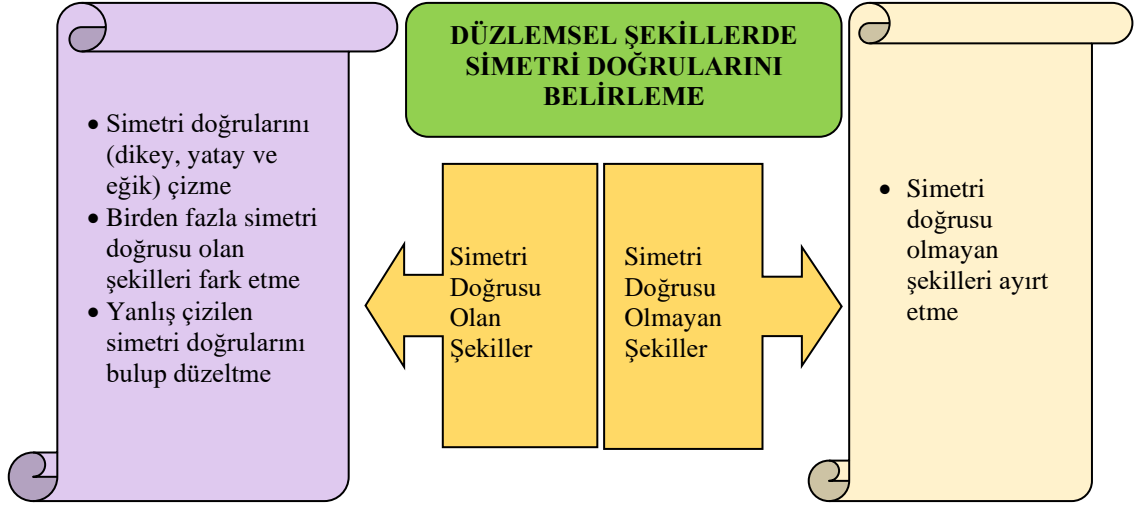 DÜZLEMSEL ŞEKİLLERDE
SİMETRİ DOĞRULARINI
BELİRLEME
• Simetri doğrularını
(dikey, yatay ve
eğik) çizme
• Birden fazla simetri
doğrusu olan
şekilleri fark etme
• Yanlış çizilen
simetri doğrularını
bulup düzeltme
Simetri
Doğrusu
Olan
Şekiller
Simetri
Doğrusu
Olmayan
Şekiller
• Simetri
doğrusu
olmayan
şekilleri ayırt
etme